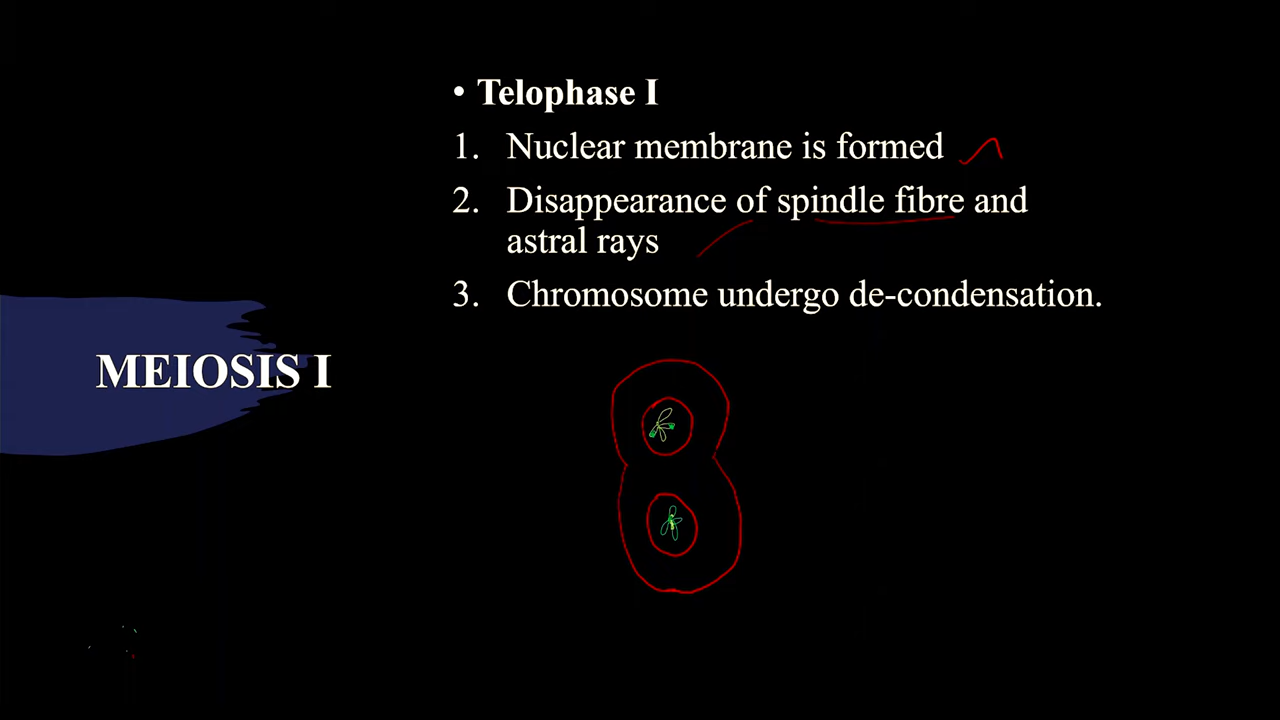 • Telophase I
1. Nuclear membrane is formed
2. Disappearance of spindle fibre and
astral rays
3. Chromosome undergo de-condensation.
MEIOSIS I